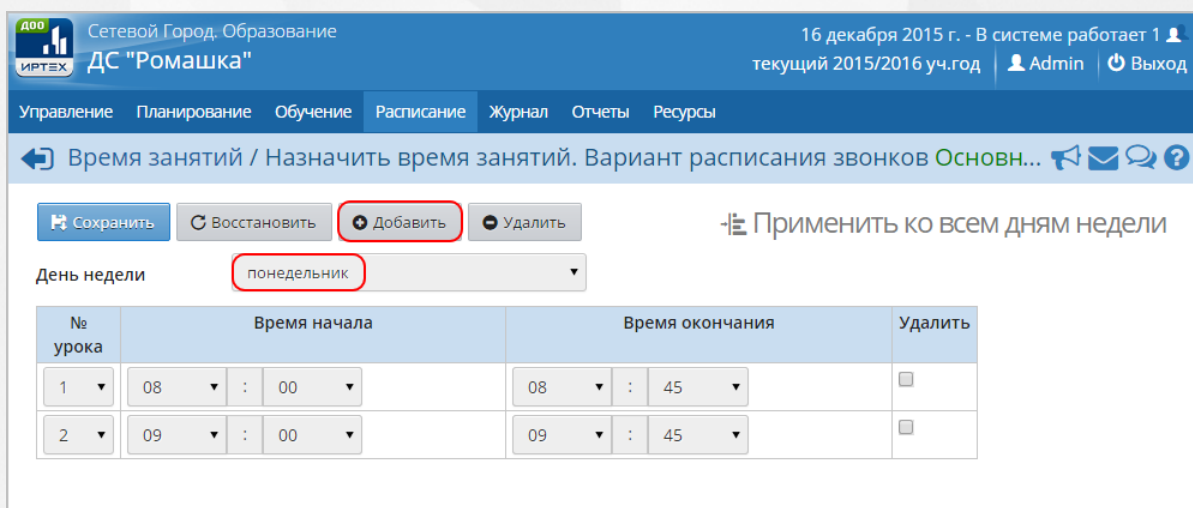 ДОО
ИРТЕХ
Сетевой Город. Образование
ДС "Ромашка"
16 декабря 2015 г. - В системе работает 1
текущий 2015/2016 уч.год Admin Выход
Управление Планирование Обучение Расписание Журнал Отчеты Ресурсы
Время занятий / Назначить время занятий. Вариант расписания звонков Основн... ?
Сохранить Восстановить Добавить Удалить Применить ко всем дням недели
День недели понедельник
№ урока Время начала Время окончания Удалить
1 08 : 00 08 : 45
2 09 : 00 09 : 45